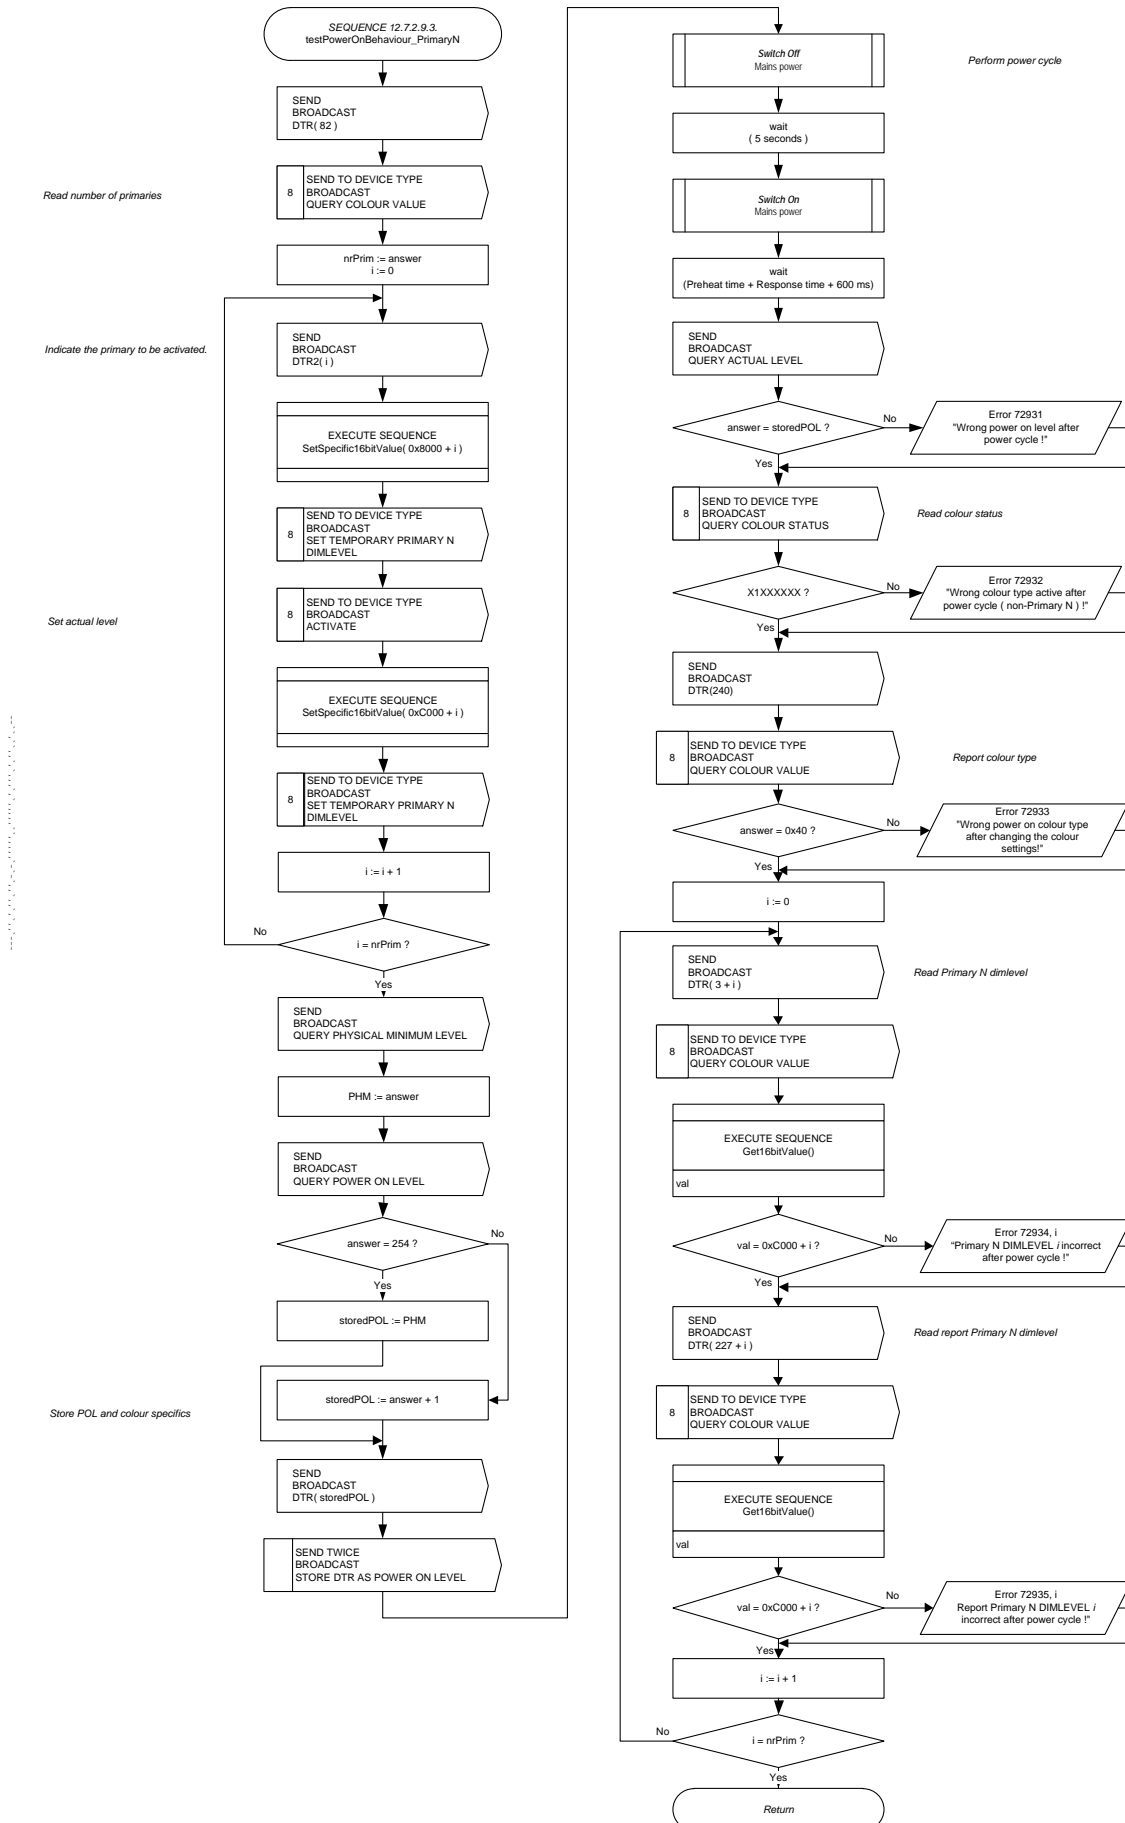 SEQUENCE 12.7.2.9.3.
testPowerOnBehaviour_PrimaryN
SEND
BROADCAST
DTR( 82 )
Read number of primaries
8
SEND TO DEVICE TYPE
BROADCAST
QUERY COLOUR VALUE
nrPrim := answer
i := 0
Indicate the primary to be activated.
SEND
BROADCAST
DTR2( i )
EXECUTE SEQUENCE
SetSpecific16bitValue( 0x8000 + i )
8
SEND TO DEVICE TYPE
BROADCAST
SET TEMPORARY PRIMARY N
DIMLEVEL
Set actual level
8
SEND TO DEVICE TYPE
BROADCAST
ACTIVATE
EXECUTE SEQUENCE
SetSpecific16bitValue( 0xC000 + i )
8
SEND TO DEVICE TYPE
BROADCAST
SET TEMPORARY PRIMARY N
DIMLEVEL
i := i + 1
No
i = nrPrim ?
Yes
SEND
BROADCAST
QUERY PHYSICAL MINIMUM LEVEL
PHM := answer
SEND
BROADCAST
QUERY POWER ON LEVEL
No
answer = 254 ?
Yes
storedPOL := PHM
storedPOL := answer + 1
Store POL and colour specifics
SEND
BROADCAST
DTR( storedPOL )
SEND TWICE
BROADCAST
STORE DTR AS POWER ON LEVEL
Switch Off
Mains power
Perform power cycle
wait
( 5 seconds )
Switch On
Mains power
wait
(Preheat time + Response time + 600 ms)
SEND
BROADCAST
QUERY ACTUAL LEVEL
answer = storedPOL ?
No
Error 72931
"Wrong power on level after
power cycle !"
Yes
8
SEND TO DEVICE TYPE
BROADCAST
QUERY COLOUR STATUS
Read colour status
X1XXXXXX ?
No
Error 72932
"Wrong colour type active after
power cycle ( non-Primary N ) !"
Yes
SEND
BROADCAST
DTR(240)
8
SEND TO DEVICE TYPE
BROADCAST
QUERY COLOUR VALUE
Report colour type
answer = 0x40 ?
No
Error 72933
"Wrong power on colour type
after changing the colour
settings!"
Yes
i := 0
SEND
BROADCAST
DTR( 3 + i )
Read Primary N dimlevel
8
SEND TO DEVICE TYPE
BROADCAST
QUERY COLOUR VALUE
EXECUTE SEQUENCE
Get16bitValue()
val
val = 0xC000 + i ?
No
Error 72934, i
"Primary N DIMLEVEL i incorrect
after power cycle !"
Yes
SEND
BROADCAST
DTR( 227 + i )
Read report Primary N dimlevel
8
SEND TO DEVICE TYPE
BROADCAST
QUERY COLOUR VALUE
EXECUTE SEQUENCE
Get16bitValue()
val
val = 0xC000 + i ?
No
Error 72935, i
Report Primary N DIMLEVEL i
incorrect after power cycle !"
Yes
i := i + 1
No
i = nrPrim ?
Yes
Return